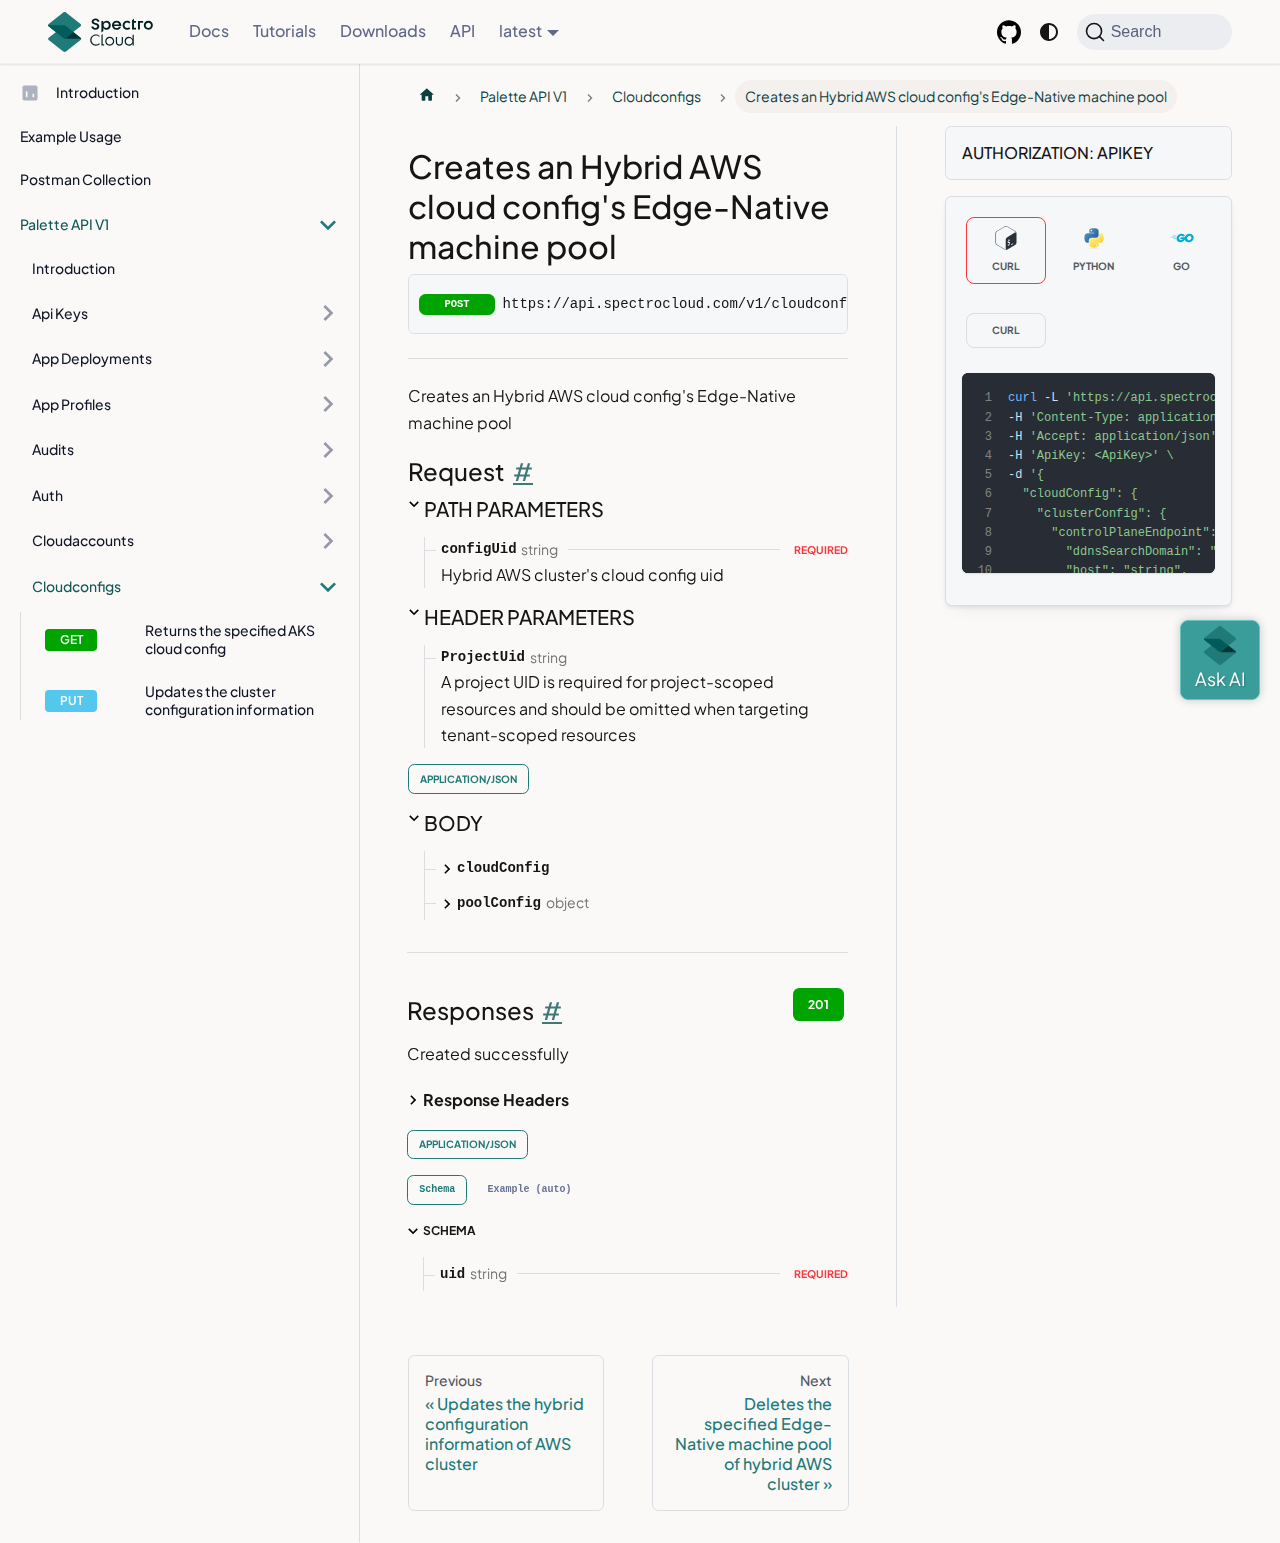 Spectro Cloud
Docs
Tutorials
Downloads
API
latest
Search
Introduction
Example Usage
Postman Collection
Palette API V1
Introduction
Api Keys
App Deployments
App Profiles
Audits
Auth
Cloudaccounts
Cloudconfigs
GET
Returns the specified AKS
cloud config
PUT
Updates the cluster
configuration information
Palette API V1
Cloudconfigs
Creates an Hybrid AWS cloud config's Edge-Native machine pool
Creates an Hybrid AWS
cloud config's Edge-Native
machine pool
POST https://api.spectrocloud.com/v1/cloudconf
Creates an Hybrid AWS cloud config's Edge-Native
machine pool
Request #
PATH PARAMETERS
configUid string REQUIRED
Hybrid AWS cluster's cloud config uid
HEADER PARAMETERS
ProjectUid string
A project UID is required for project-scoped
resources and should be omitted when targeting
tenant-scoped resources
APPLICATION/JSON
BODY
cloudConfig
poolConfig object
Responses #
201
Created successfully
Response Headers
APPLICATION/JSON
Schema
Example (auto)
SCHEMA
uid string REQUIRED
AUTHORIZATION: APIKEY
CURL
PYTHON
GO
CURL
1 curl -L 'https://api.spectroc
2 -H 'Content-Type: application
3 -H 'Accept: application/json'
4 -H 'ApiKey: <ApiKey>' \
5 -d '{
6 "cloudConfig": {
7 "clusterConfig": {
8 "controlPlaneEndpoint":
9 "ddnsSearchDomain": "
10 "host": "string",
Ask AI
Previous
« Updates the hybrid
configuration
information of AWS
cluster
Next
Deletes the
specified Edge-
Native machine pool
of hybrid AWS
cluster »